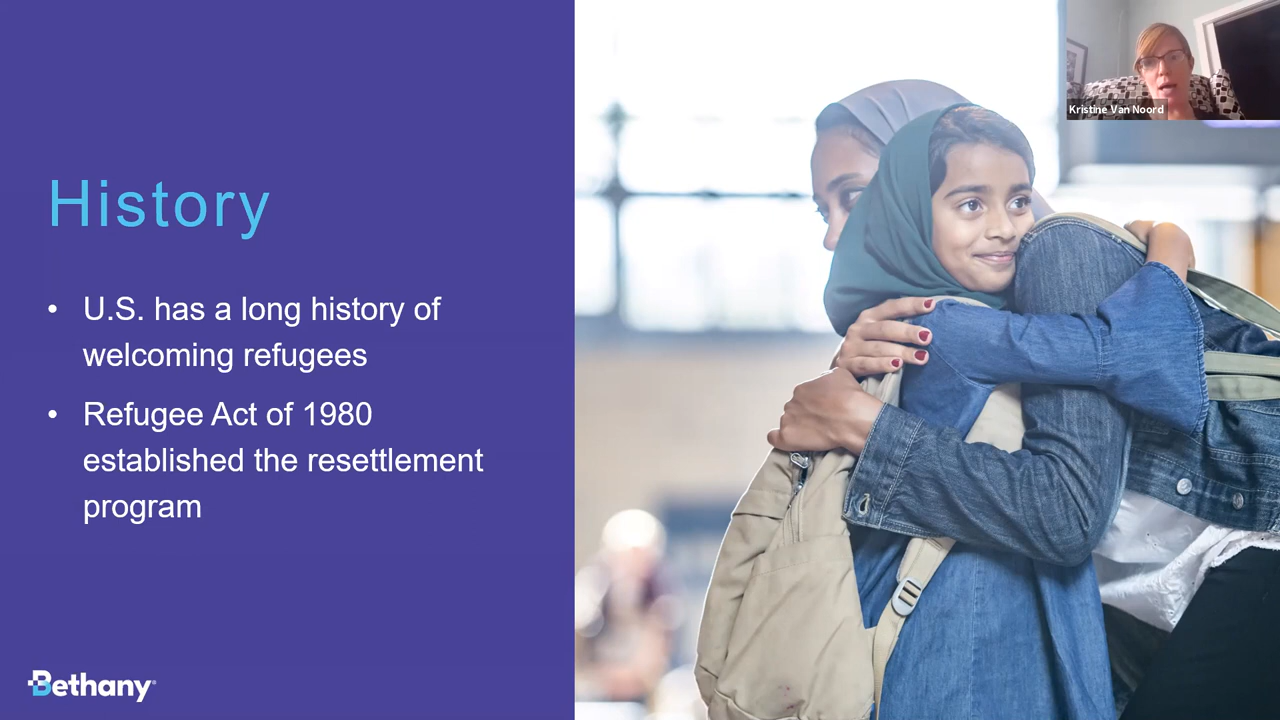 Kristine Van Noord
History
• U.S. has a long history of
welcoming refugees
• Refugee Act of 1980
established the resettlement
program
Bethany